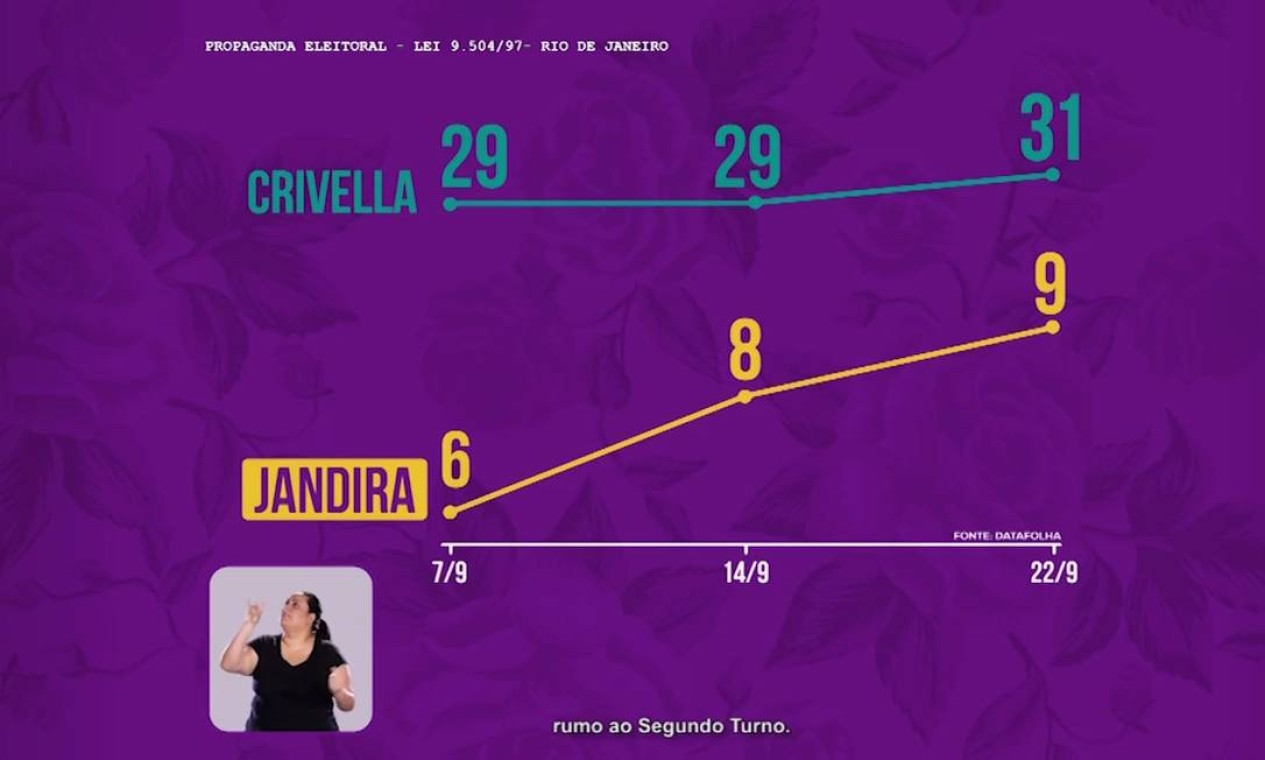 PROPAGANDA ELEITORAL - LEI 9.504/97- RIO DE JANEIRO
31
29
29
CRIVELLA
9
8
6
JANDIRA
FONTE: DATAFOLHA
7/9
14/9
22/9
rumo ao Segundo Turno.